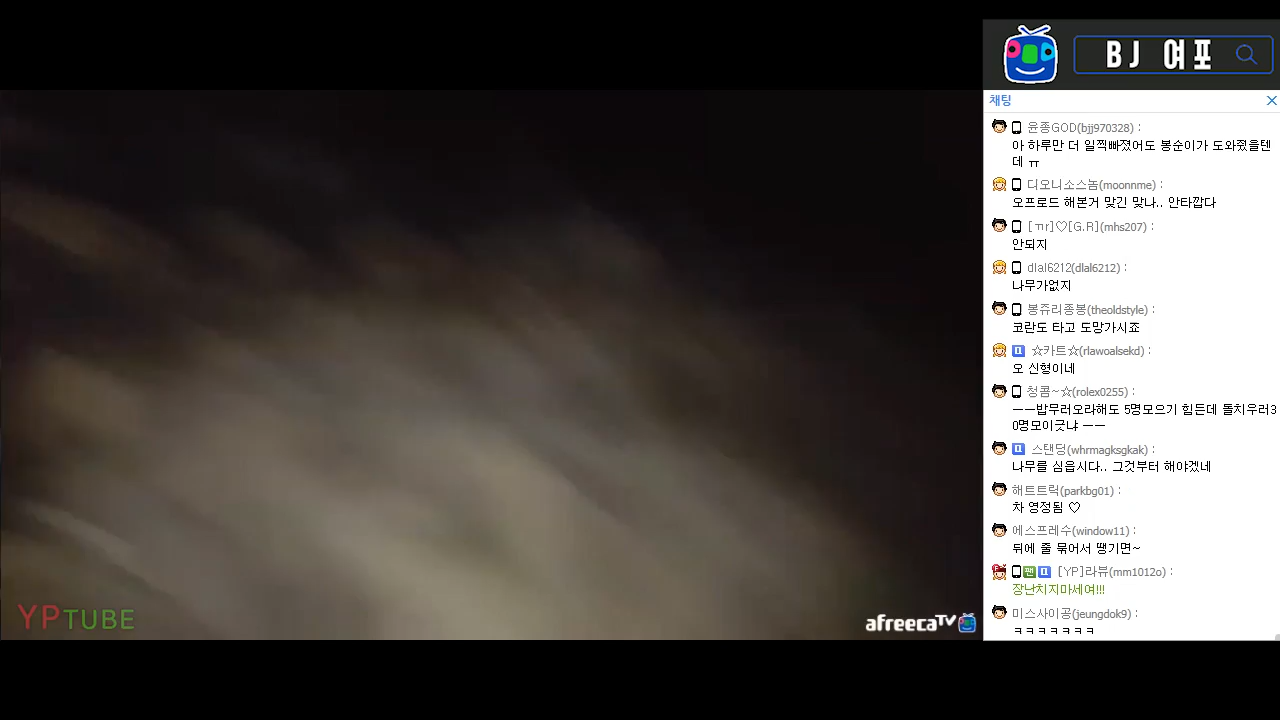 BJ 여포
채팅
윤종GOD(bjj970328) :
아 하루만 더 일찍빠졌어도 봉순이가 도와줬을텐
데 ㅠ
디오니소스놈(moonnme) :
오프로드 해본거 맞긴 맞냐.. 안타깝다
[ㄲr]♡[G.R](mhs207) :
안되지
dlal6212(dlal6212) :
나무가없지
봉쥬리종봉(theoldstyle) :
코란도 타고 도망가시죠
☆카트☆(rlawoalsekd) :
오 신형이네
청콤~☆(rolex0255) :
ㅡㅡ밥무러오라해도 5명모으기 힘든데 돌치우러3
0명모이긋냐 ㅡㅡ
스탠딩(whrmagksgkak) :
나무를 심읍시다.. 그것부터 해야겠네
해트트럭(parkbg01) :
차 영정됨 ♡
에스프레수(window11) :
뒤에 줄 묶어서 땡기면~
팬 [YP]라뷰(mm1012o) :
장난치지마세여!!!
미스사이공(jeungdok9) :
ㅋㅋㅋㅋㅋㅋㅋ
YPTUBE
afreecaTV